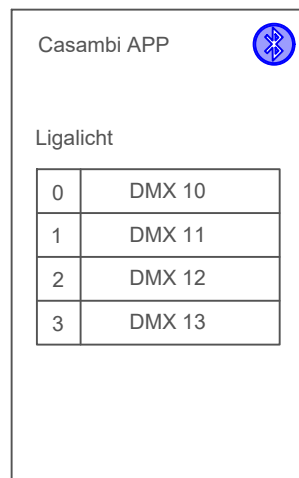 Casambi APP
Ligalicht
0 DMX 10
1 DMX 11
2 DMX 12
3 DMX 13